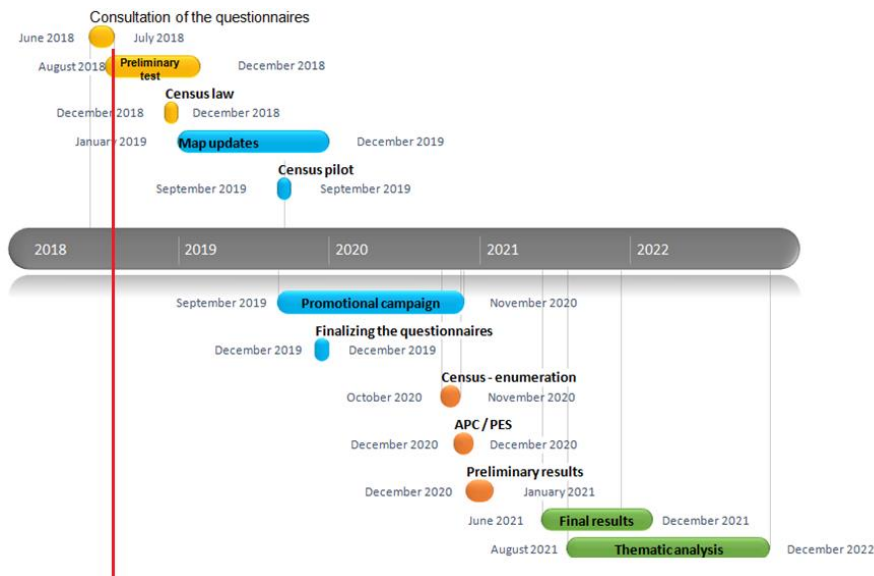 Consultation of the questionnaires
June 2018 July 2018
August 2018 Preliminary test December 2018
Census law
December 2018 December 2018
January 2019 Map updates December 2019
Census pilot
September 2019 September 2019
2018 2019 2020 2021 2022
September 2019 Promotional campaign November 2020
Finalizing the questionnaires
December 2019 December 2019
Census - enumeration
October 2020 November 2020
APC / PES
December 2020 December 2020
Preliminary results
December 2020 January 2021
June 2021 Final results December 2021
August 2021 Thematic analysis December 2022